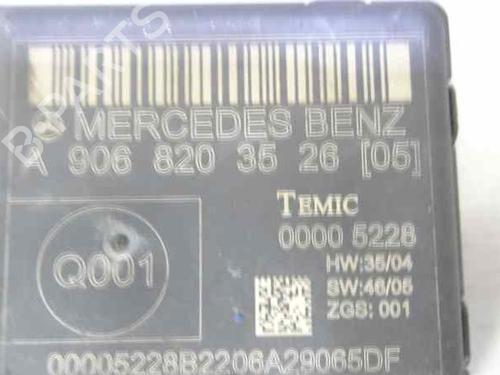 MERCEDES BENZ
A 906 820 35 26 [05]
TEMIC
0000 5228
Q001
HW:35/04
SW:46/05
ZGS: 001
00005228B2206A29065DF
B-PARTS